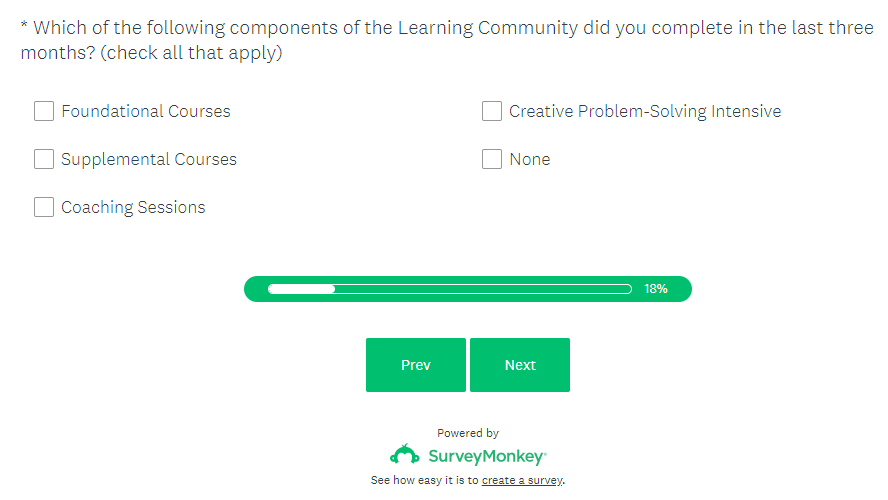 * Which of the following components of the Learning Community did you complete in the last three
months? (check all that apply)
Foundational Courses
Creative Problem-Solving Intensive
Supplemental Courses
None
Coaching Sessions
18%
Prev
Next
Powered by
SurveyMonkey
See how easy it is to create a survey.